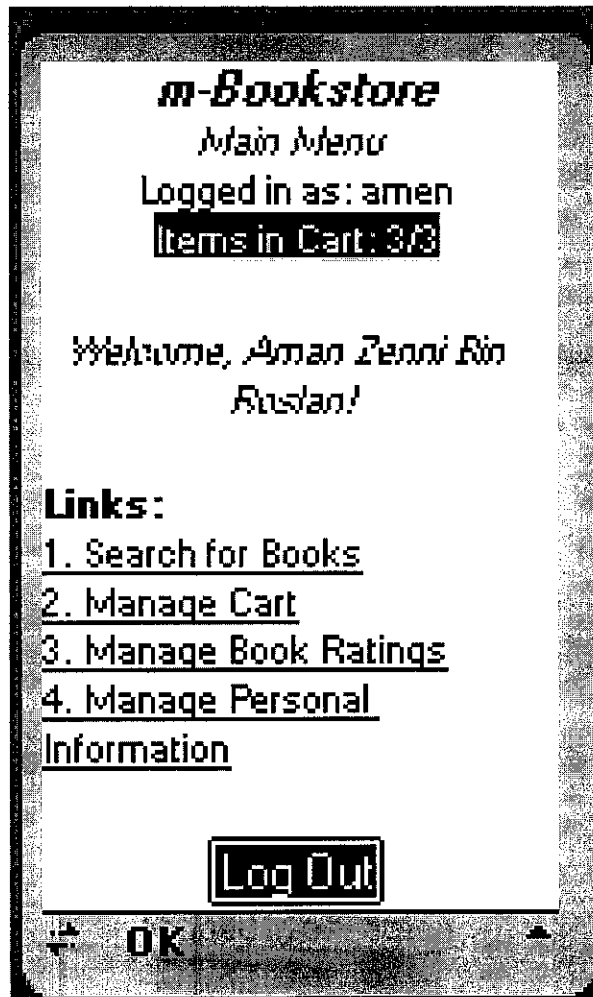 m-Bookstore
Main Menu
Logged in as: amen
Items in Cart: 3/3
Welcome, Aman Zenni Bin
Roslan!
Links:
1. Search for Books
2. Manage Cart
3. Manage Book Ratings
4. Manage Personal
Information
Log Out
OK